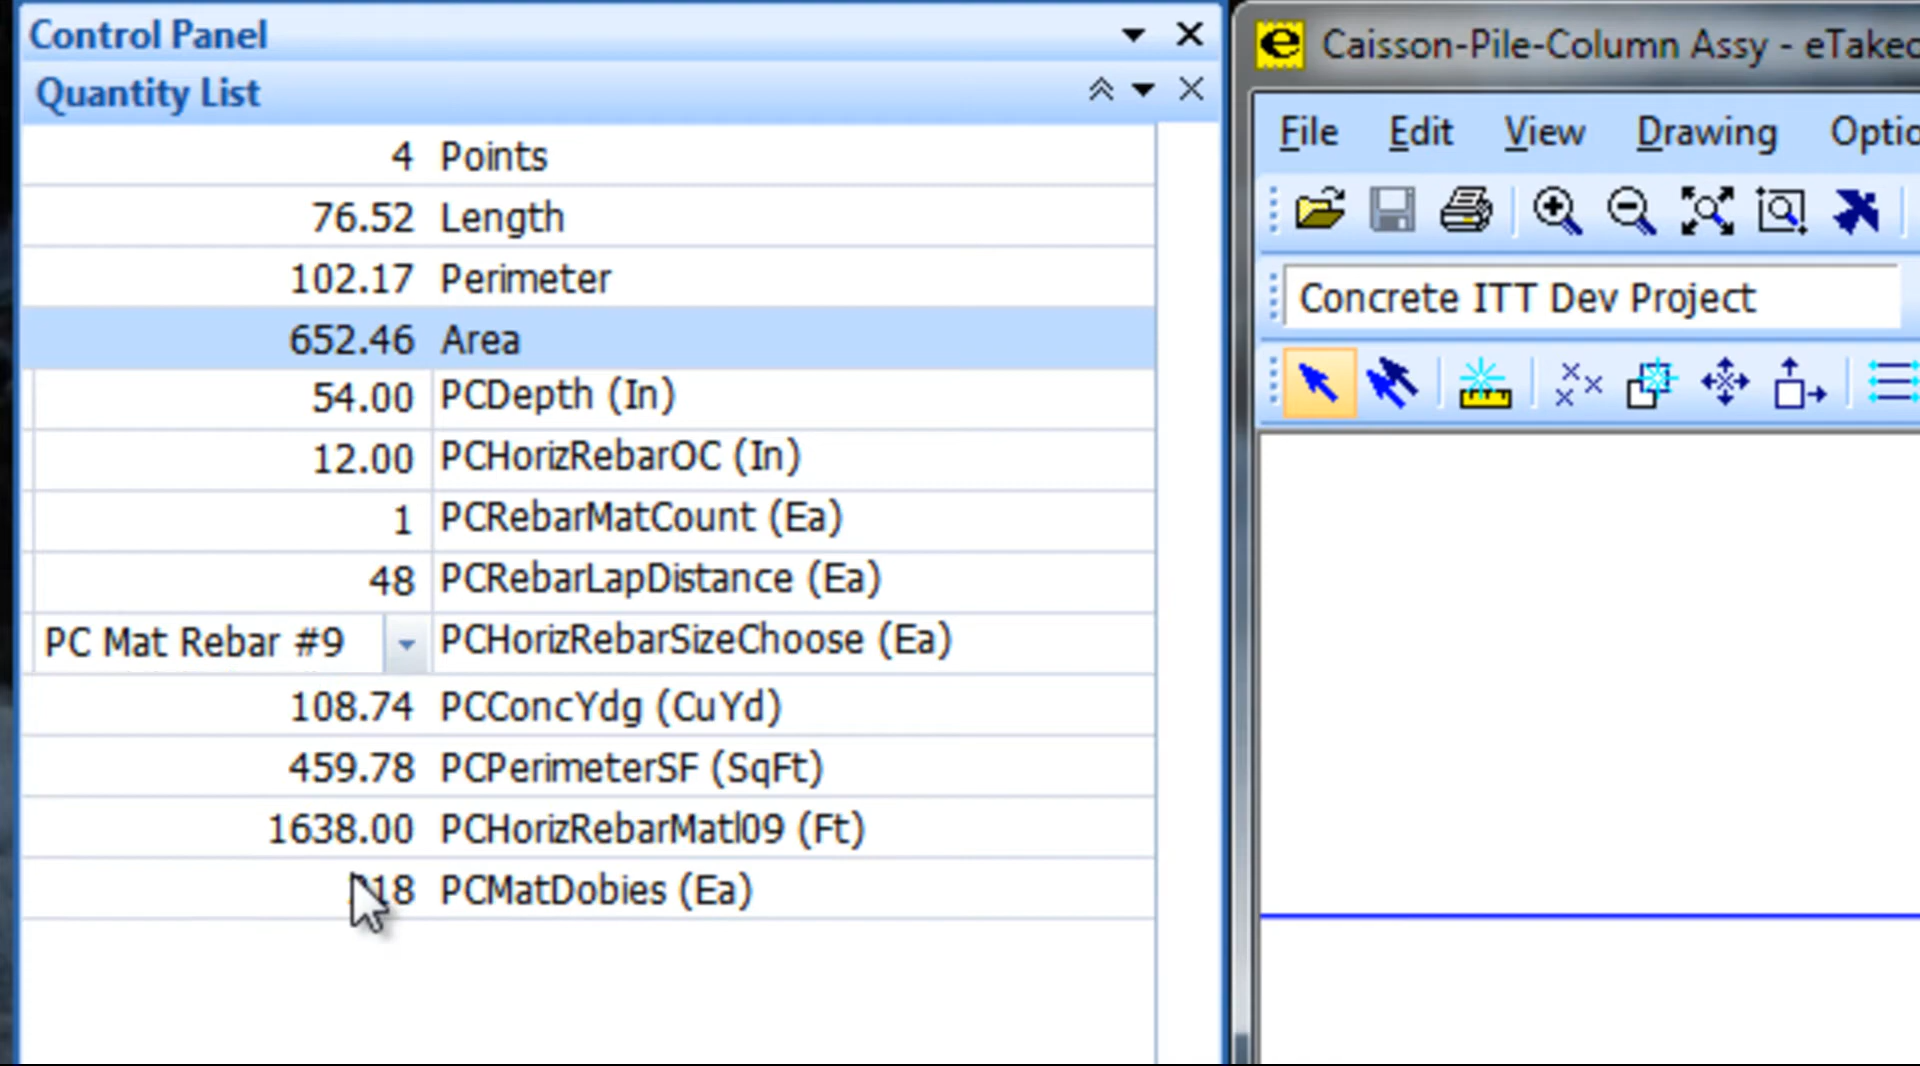 Control Panel
Quantity List
4 Points
76.52 Length
102.17 Perimeter
652.46 Area
54.00 PCDepth (In)
12.00 PCHorizRebarOC (In)
1 PCRebarMatCount (Ea)
48 PCRebarLapDistance (Ea)
PC Mat Rebar #9 PCHorizRebarSizeChoose (Ea)
108.74 PCConcYdg (CuYd)
459.78 PCPerimeterSF (SqFt)
1638.00 PCHorizRebarMatl09 (Ft)
PCMatDobies (Ea)
Caisson-Pile-Column Assy -
File Edit View Drawing
Concrete ITT Dev Project